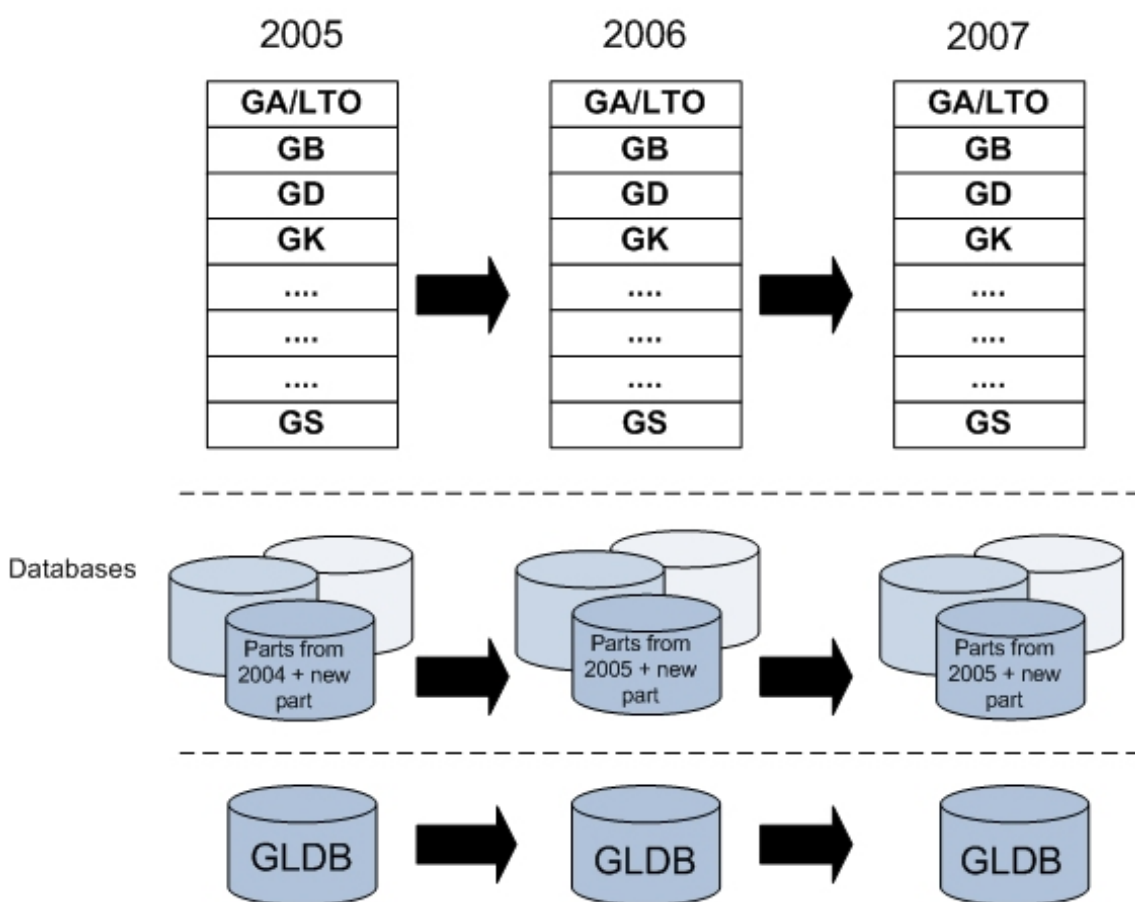 2005 2006 2007
GA/LTO GA/LTO GA/LTO
GB GB GB
GD GD GD
GK GK GK
.... .... ....
.... .... ....
.... .... ....
GS GS GS
Databases
Parts from
2004 + new
part
Parts from
2005 + new
part
Parts from
2005 + new
part
GLDB GLDB GLDB